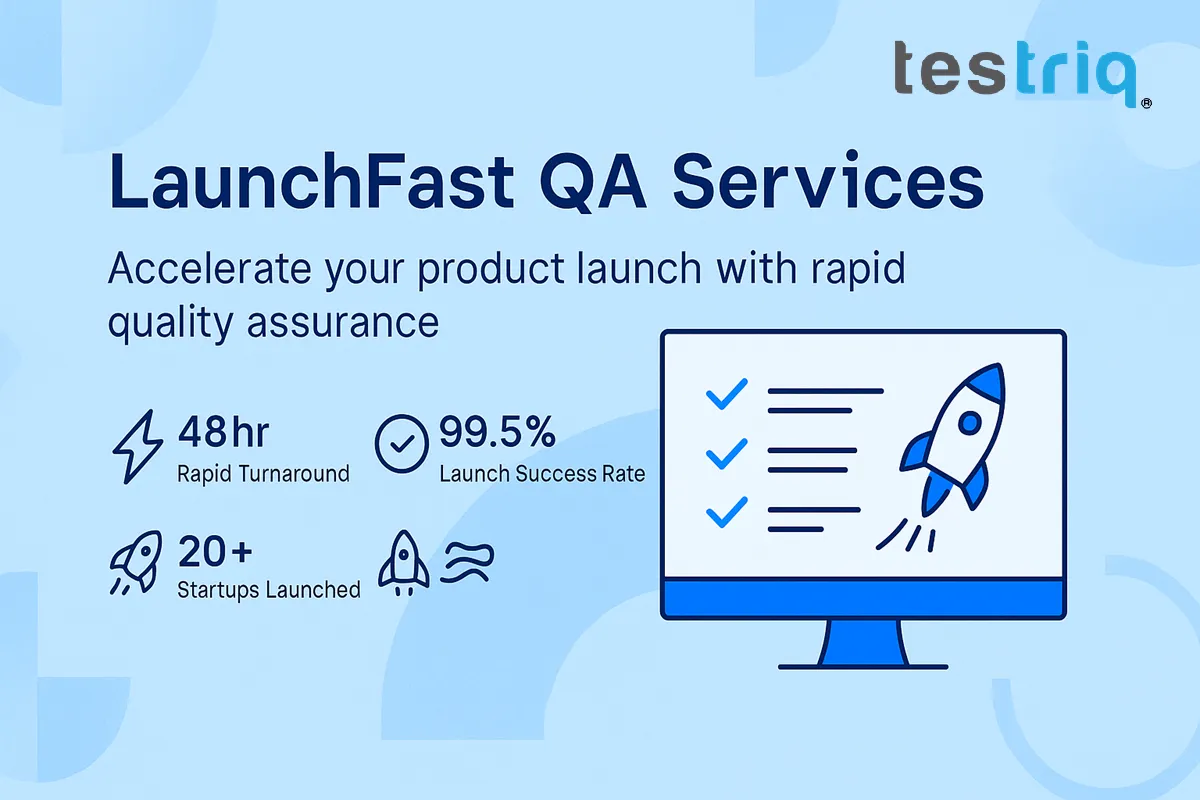 testriq®
LaunchFast QA Services
Accelerate your product launch with rapid
quality assurance
48hr
Rapid Turnaround
99.5%
Launch Success Rate
20+
Startups Launched